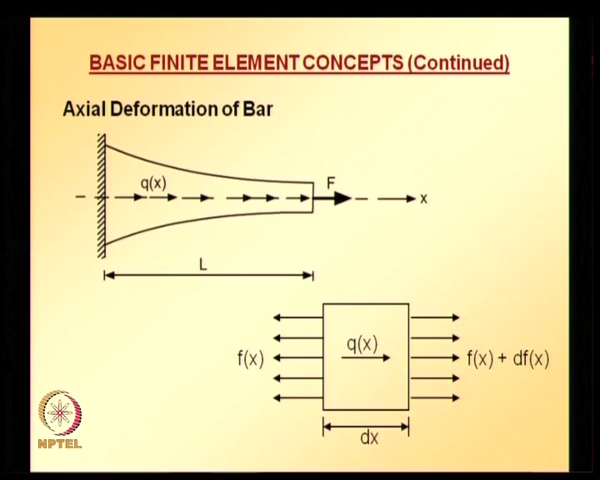 BASIC FINITE ELEMENT CONCEPTS (Continued)
Axial Deformation of Bar
q(x)
F
x
L
q(x)
f(x)
f(x) + df(x)
dx
NPTEL